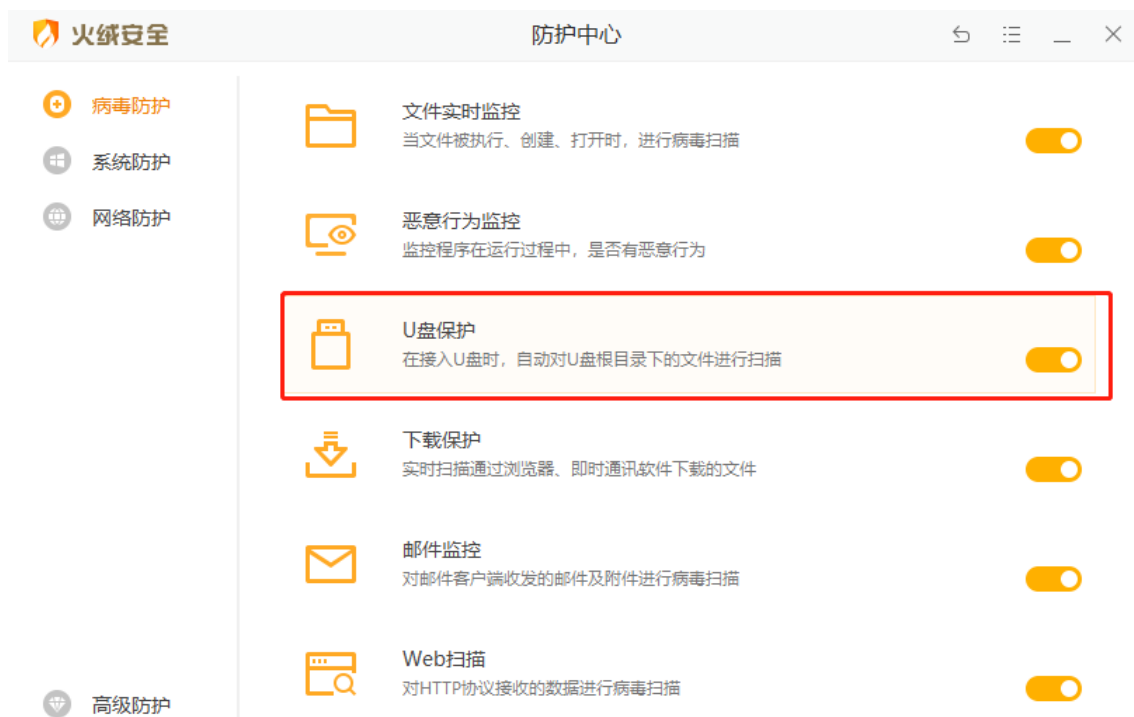 火绒安全
防护中心
病毒防护
系统防护
网络防护
高级防护
文件实时监控
当文件被执行、创建、打开时，进行病毒扫描
恶意行为监控
监控程序在运行过程中，是否有恶意行为
U盘保护
在接入U盘时，自动对U盘根目录下的文件进行扫描
下载保护
实时扫描通过浏览器、即时通讯软件下载的文件
邮件监控
对邮件客户端收发的邮件及附件进行病毒扫描
Web扫描
对HTTP协议接收的数据进行病毒扫描